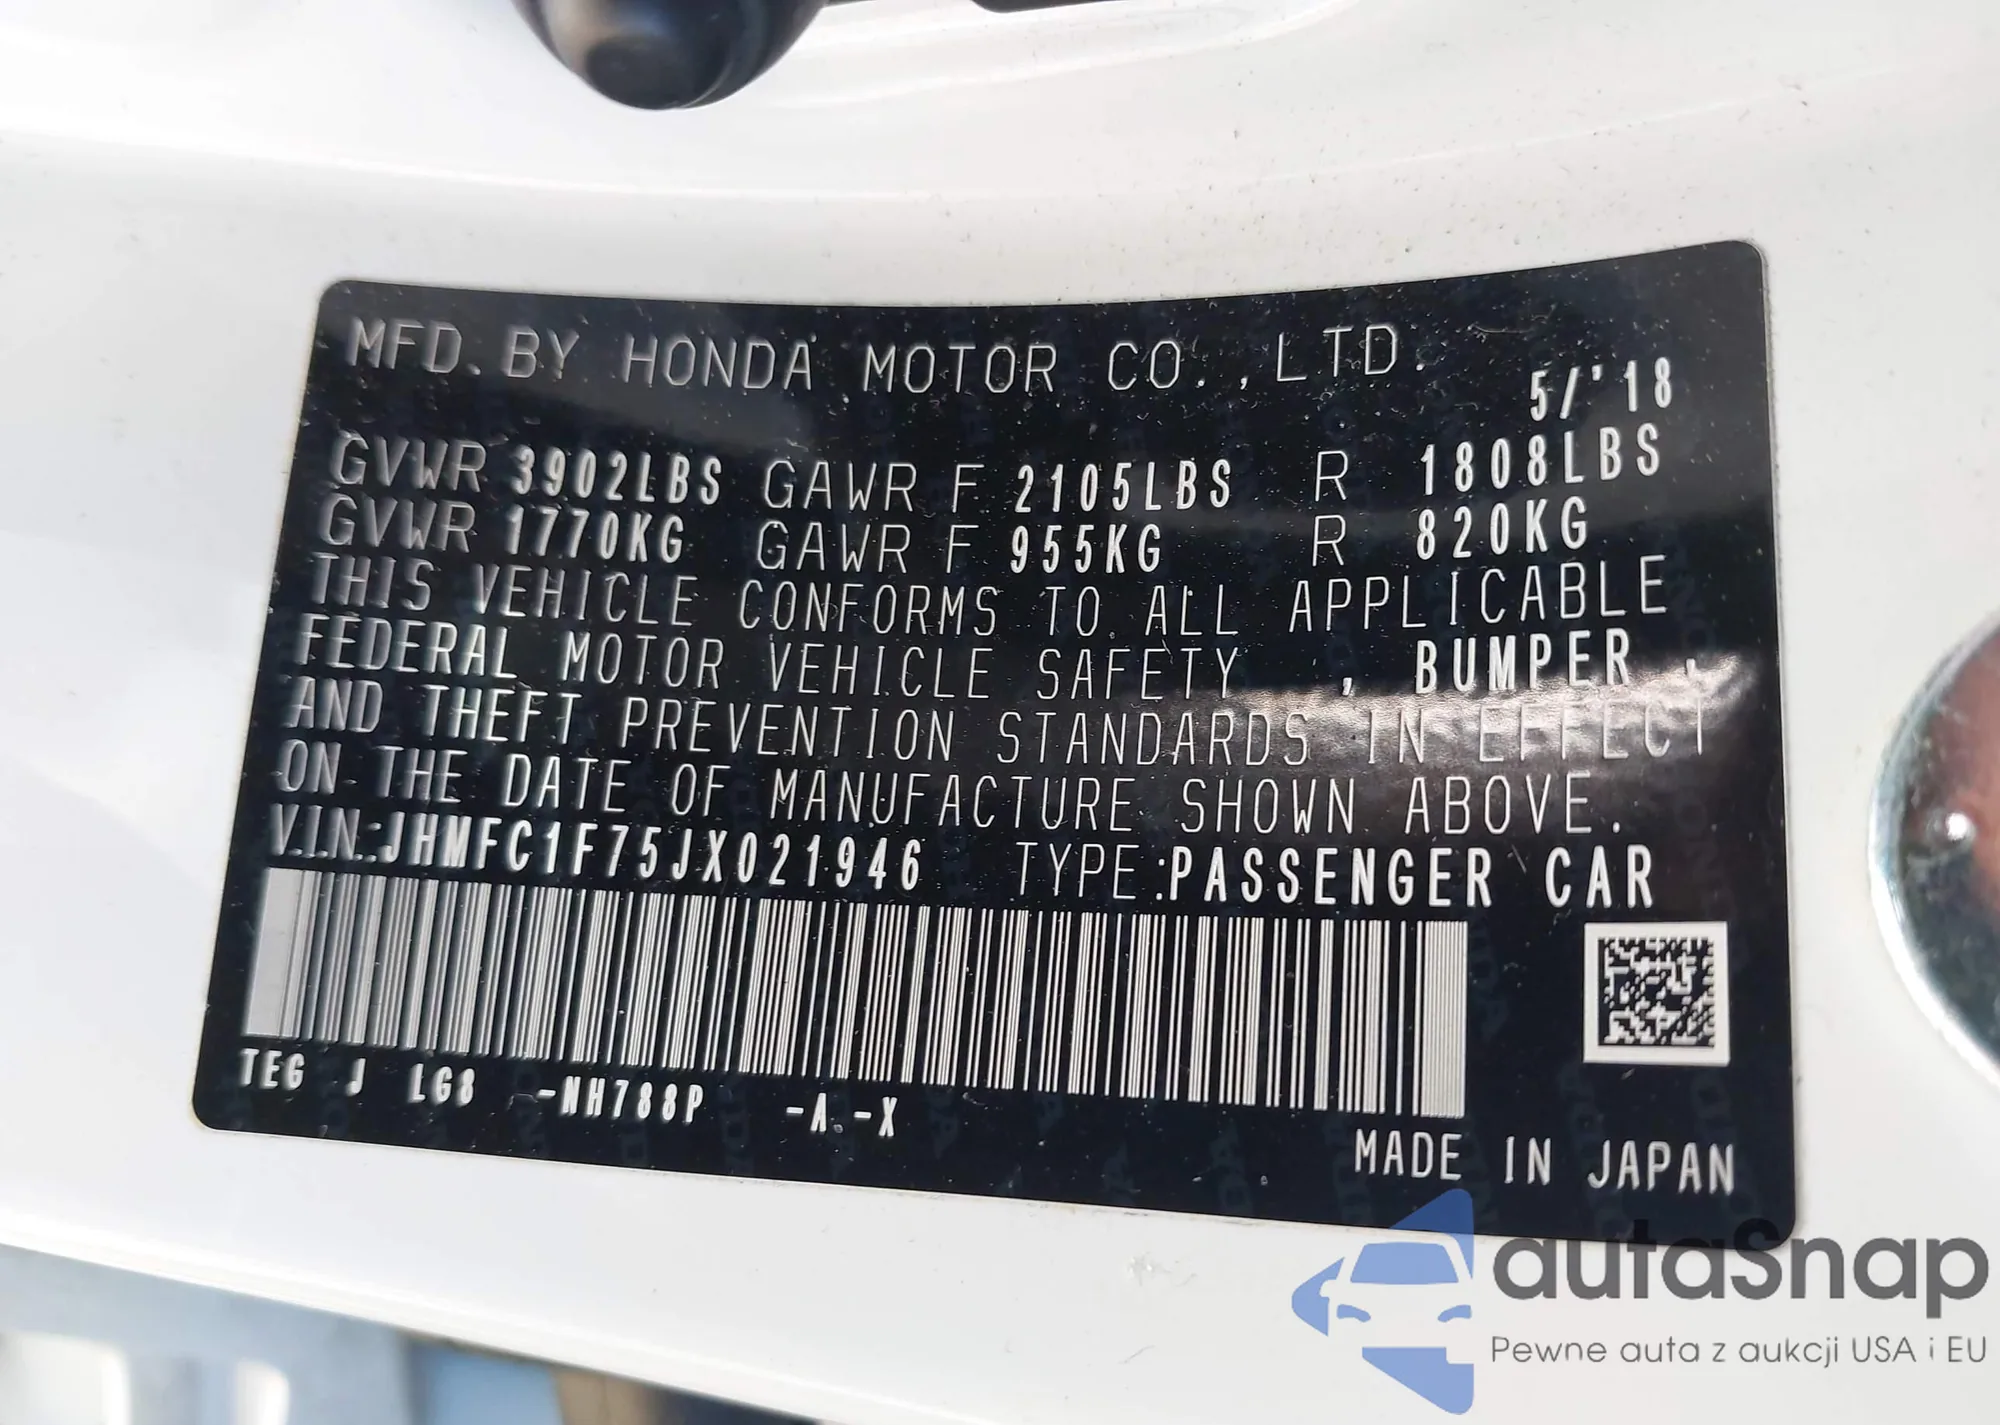 MFD. BY HONDA MOTOR CO., LTD.
5/'18
GVWR 3902LBS GAWR F 2105LBS R 1808LBS
GVWR 1770KG GAWR F 955KG R 820KG
THIS VEHICLE CONFORMS TO ALL APPLICABLE
FEDERAL MOTOR VEHICLE SAFETY , BUMPER ,
AND THEFT PREVENTION STANDARDS IN EFFECT
ON THE DATE OF MANUFACTURE SHOWN ABOVE.
V.I.N.:JHMFC1F75JX021946 TYPE:PASSENGER CAR
TEG J LG8 -NH788P -A -X
MADE IN JAPAN
autasnap
Pewne auta z aukcji USA i EU